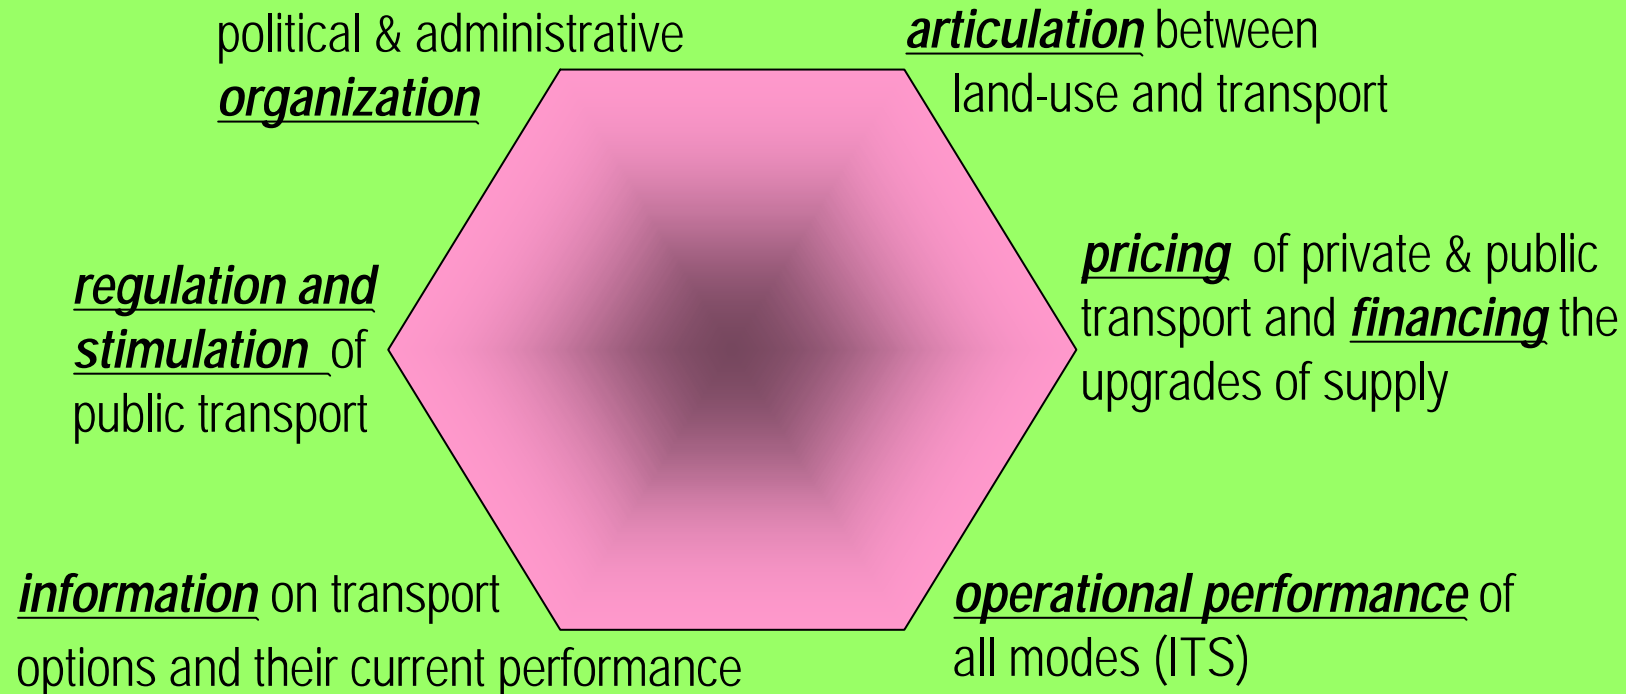 political & administrative
organization
articulation between
land-use and transport
regulation and
stimulation of
public transport
pricing of private & public
transport and financing the
upgrades of supply
information on transport
options and their current performance
operational performance of
all modes (ITS)